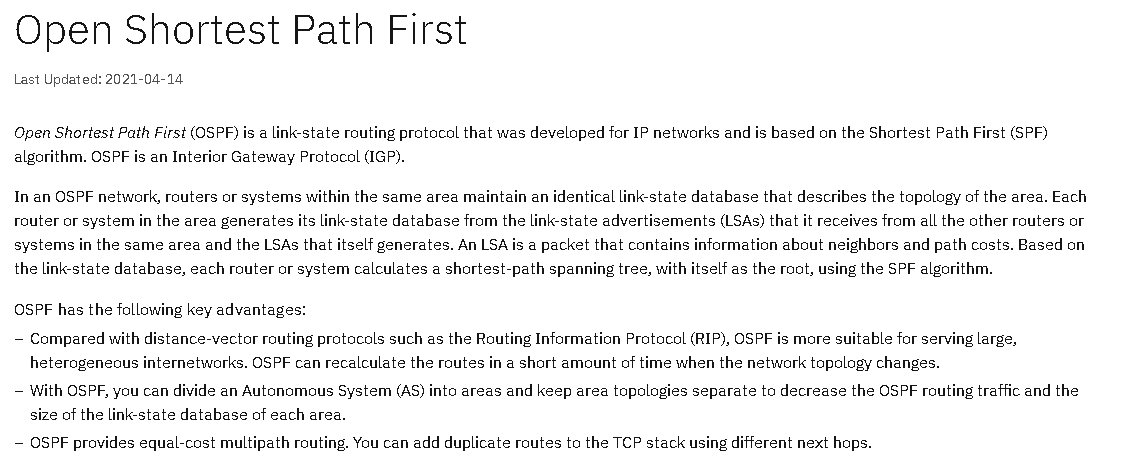 Open Shortest Path First
Last Updated: 2021-04-14
Open Shortest Path First (OSPF) is a link-state routing protocol that was developed for IP networks and is based on the Shortest Path First (SPF)
algorithm. OSPF is an Interior Gateway Protocol (IGP).
In an OSPF network, routers or systems within the same area maintain an identical link-state database that describes the topology of the area. Each
router or system in the area generates its link-state database from the link-state advertisements (LSAs) that it receives from all the other routers or
systems in the same area and the LSAs that itself generates. An LSA is a packet that contains information about neighbors and path costs. Based on
the link-state database, each router or system calculates a shortest-path spanning tree, with itself as the root, using the SPF algorithm.
OSPF has the following key advantages:
– Compared with distance-vector routing protocols such as the Routing Information Protocol (RIP), OSPF is more suitable for serving large,
heterogeneous internetworks. OSPF can recalculate the routes in a short amount of time when the network topology changes.
– With OSPF, you can divide an Autonomous System (AS) into areas and keep area topologies separate to decrease the OSPF routing traffic and the
size of the link-state database of each area.
– OSPF provides equal-cost multipath routing. You can add duplicate routes to the TCP stack using different next hops.